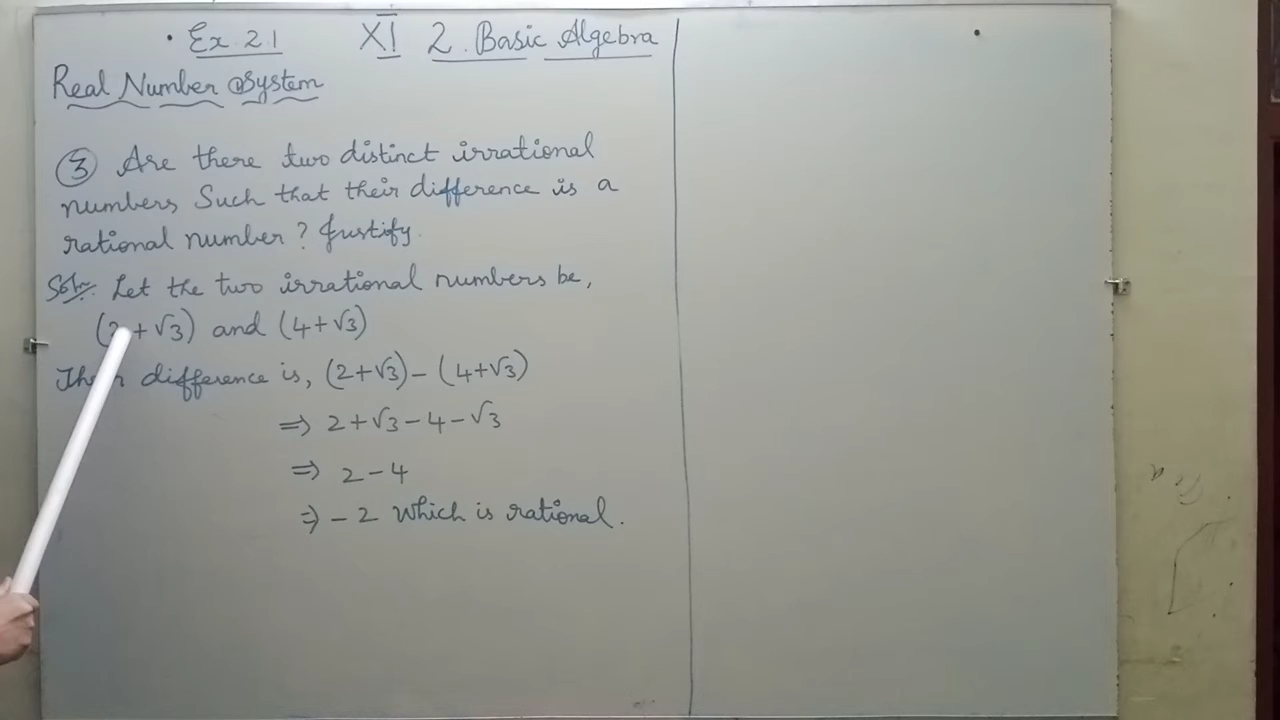 Ex 2.1 XI 2. Basic Algebra
Real Number System
③ Are there two distinct irrational
numbers, Such that their difference is a
rational number? Justify.
Soln: Let the two irrational numbers be,
(2+√3) and (4+√3)
Their difference is, (2+√3) - (4+√3)
⇒ 2+√3-4-√3
⇒ 2-4
⇒ -2 Which is rational.